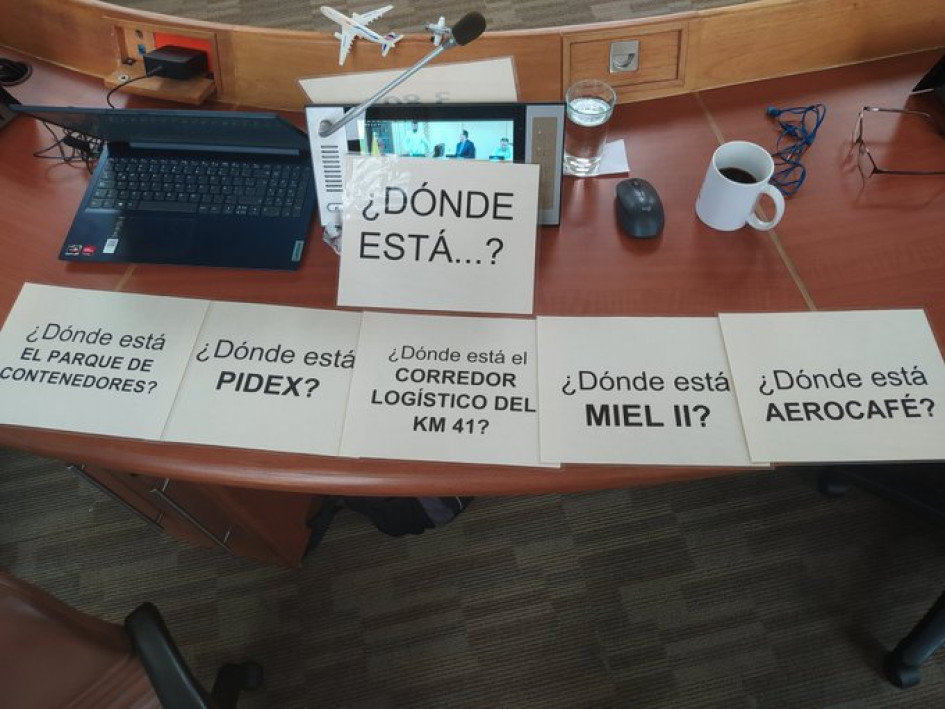 ¿DÓNDE
ESTÁ...?
¿Dónde está
EL PARQUE DE
CONTENEDORES?
¿Dónde está
PIDEX?
¿Dónde está el
CORREDOR
LOGÍSTICO DEL
KM 41?
¿Dónde está
MIEL II?
¿Dónde está
AEROCAFÉ?